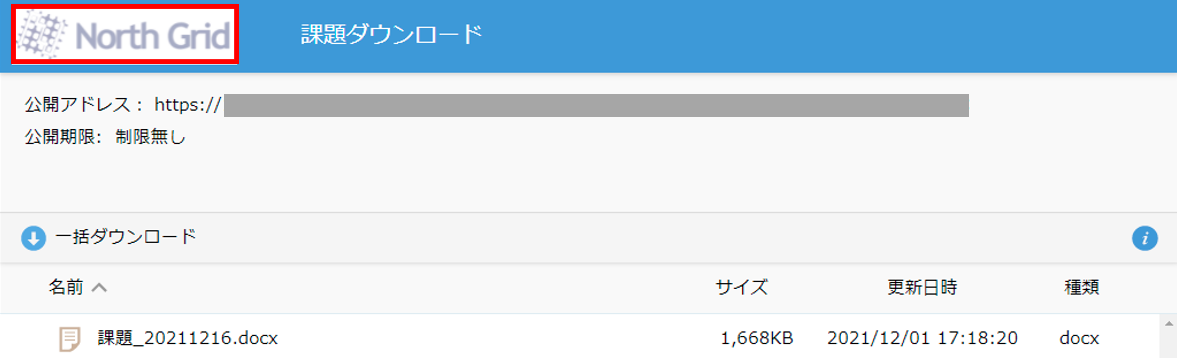 North Grid
課題ダウンロード
公開アドレス： https://
公開期限: 制限無し
一括ダウンロード
i
名前 サイズ 更新日時 種類
課題_20211216.docx 1,668KB 2021/12/01 17:18:20 docx